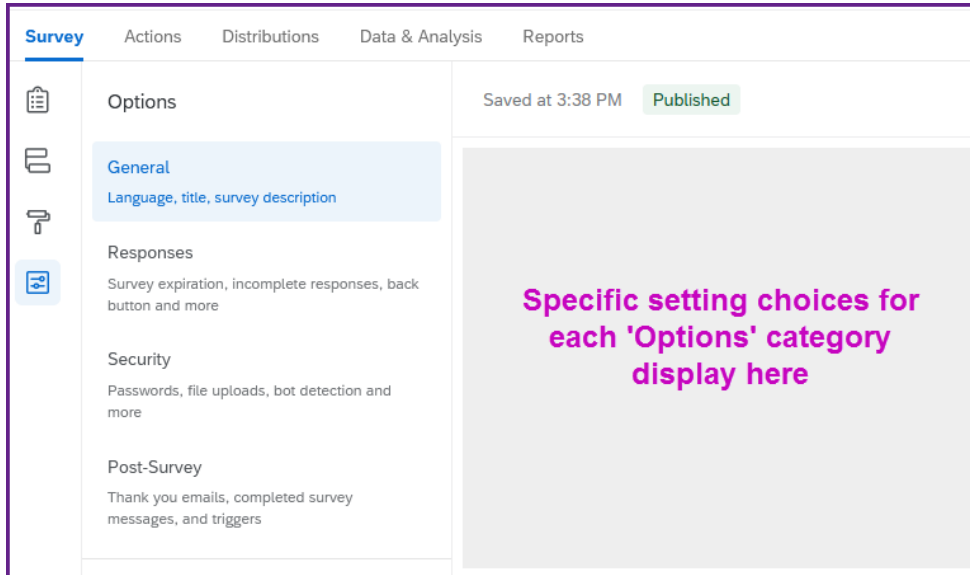 Survey Actions Distributions Data & Analysis Reports
Options
Saved at 3:38 PM Published
General
Language, title, survey description
Responses
Survey expiration, incomplete responses, back
button and more
Security
Passwords, file uploads, bot detection and
more
Post-Survey
Thank you emails, completed survey
messages, and triggers
Specific setting choices for
each 'Options' category
display here